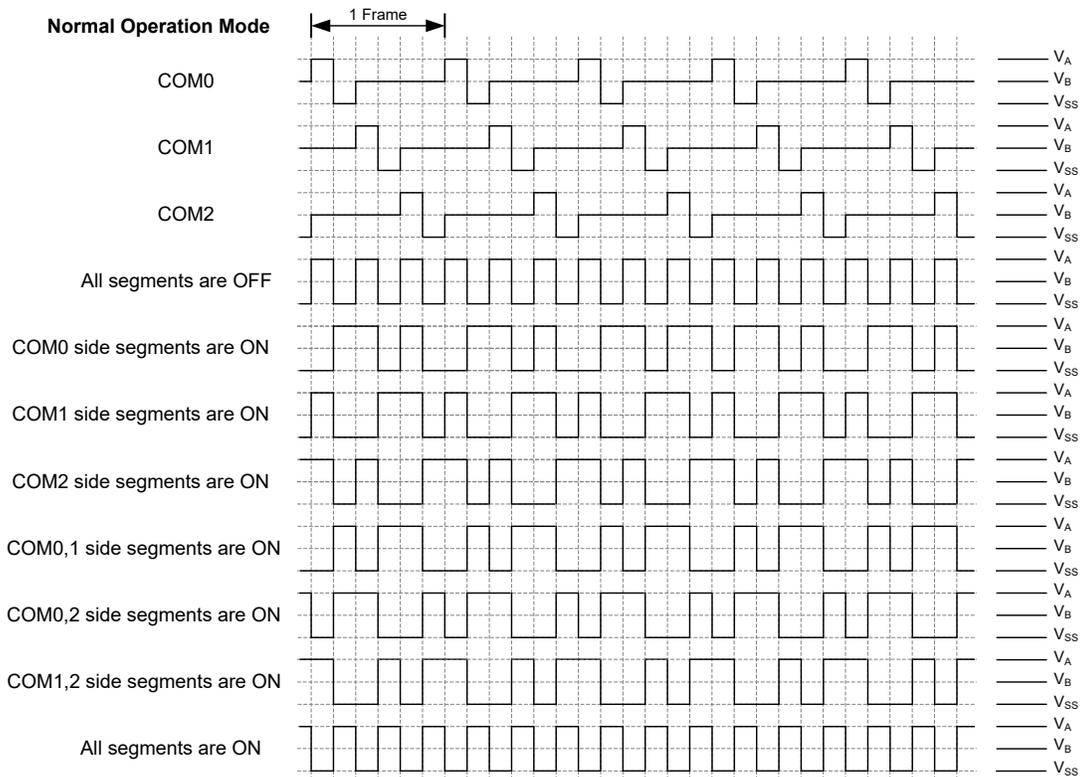 1 Frame
Normal Operation Mode
COM0
VA
VB
VSS
COM1
VA
VB
VSS
COM2
VA
VB
VSS
All segments are OFF
VA
VB
VSS
COM0 side segments are ON
VA
VB
VSS
COM1 side segments are ON
VA
VB
VSS
COM2 side segments are ON
VA
VB
VSS
COM0,1 side segments are ON
VA
VB
VSS
COM0,2 side segments are ON
VA
VB
VSS
COM1,2 side segments are ON
VA
VB
VSS
All segments are ON
VA
VB
VSS